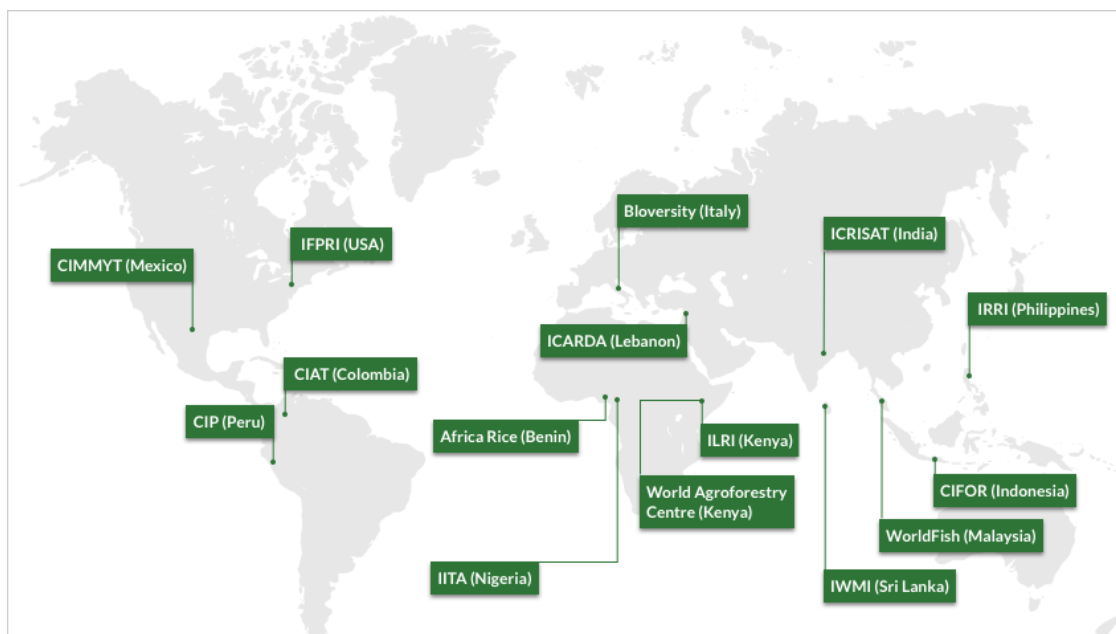 Bloversity (Italy)
ICRISAT (India)
IFPRI (USA)
CIMMYT (Mexico)
IRRI (Philippines)
ICARDA (Lebanon)
CIAT (Colombia)
CIP (Peru)
Africa Rice (Benin)
ILRI (Kenya)
World Agroforestry
Centre (Kenya)
CIFOR (Indonesia)
WorldFish (Malaysia)
IITA (Nigeria)
IWMI (Sri Lanka)